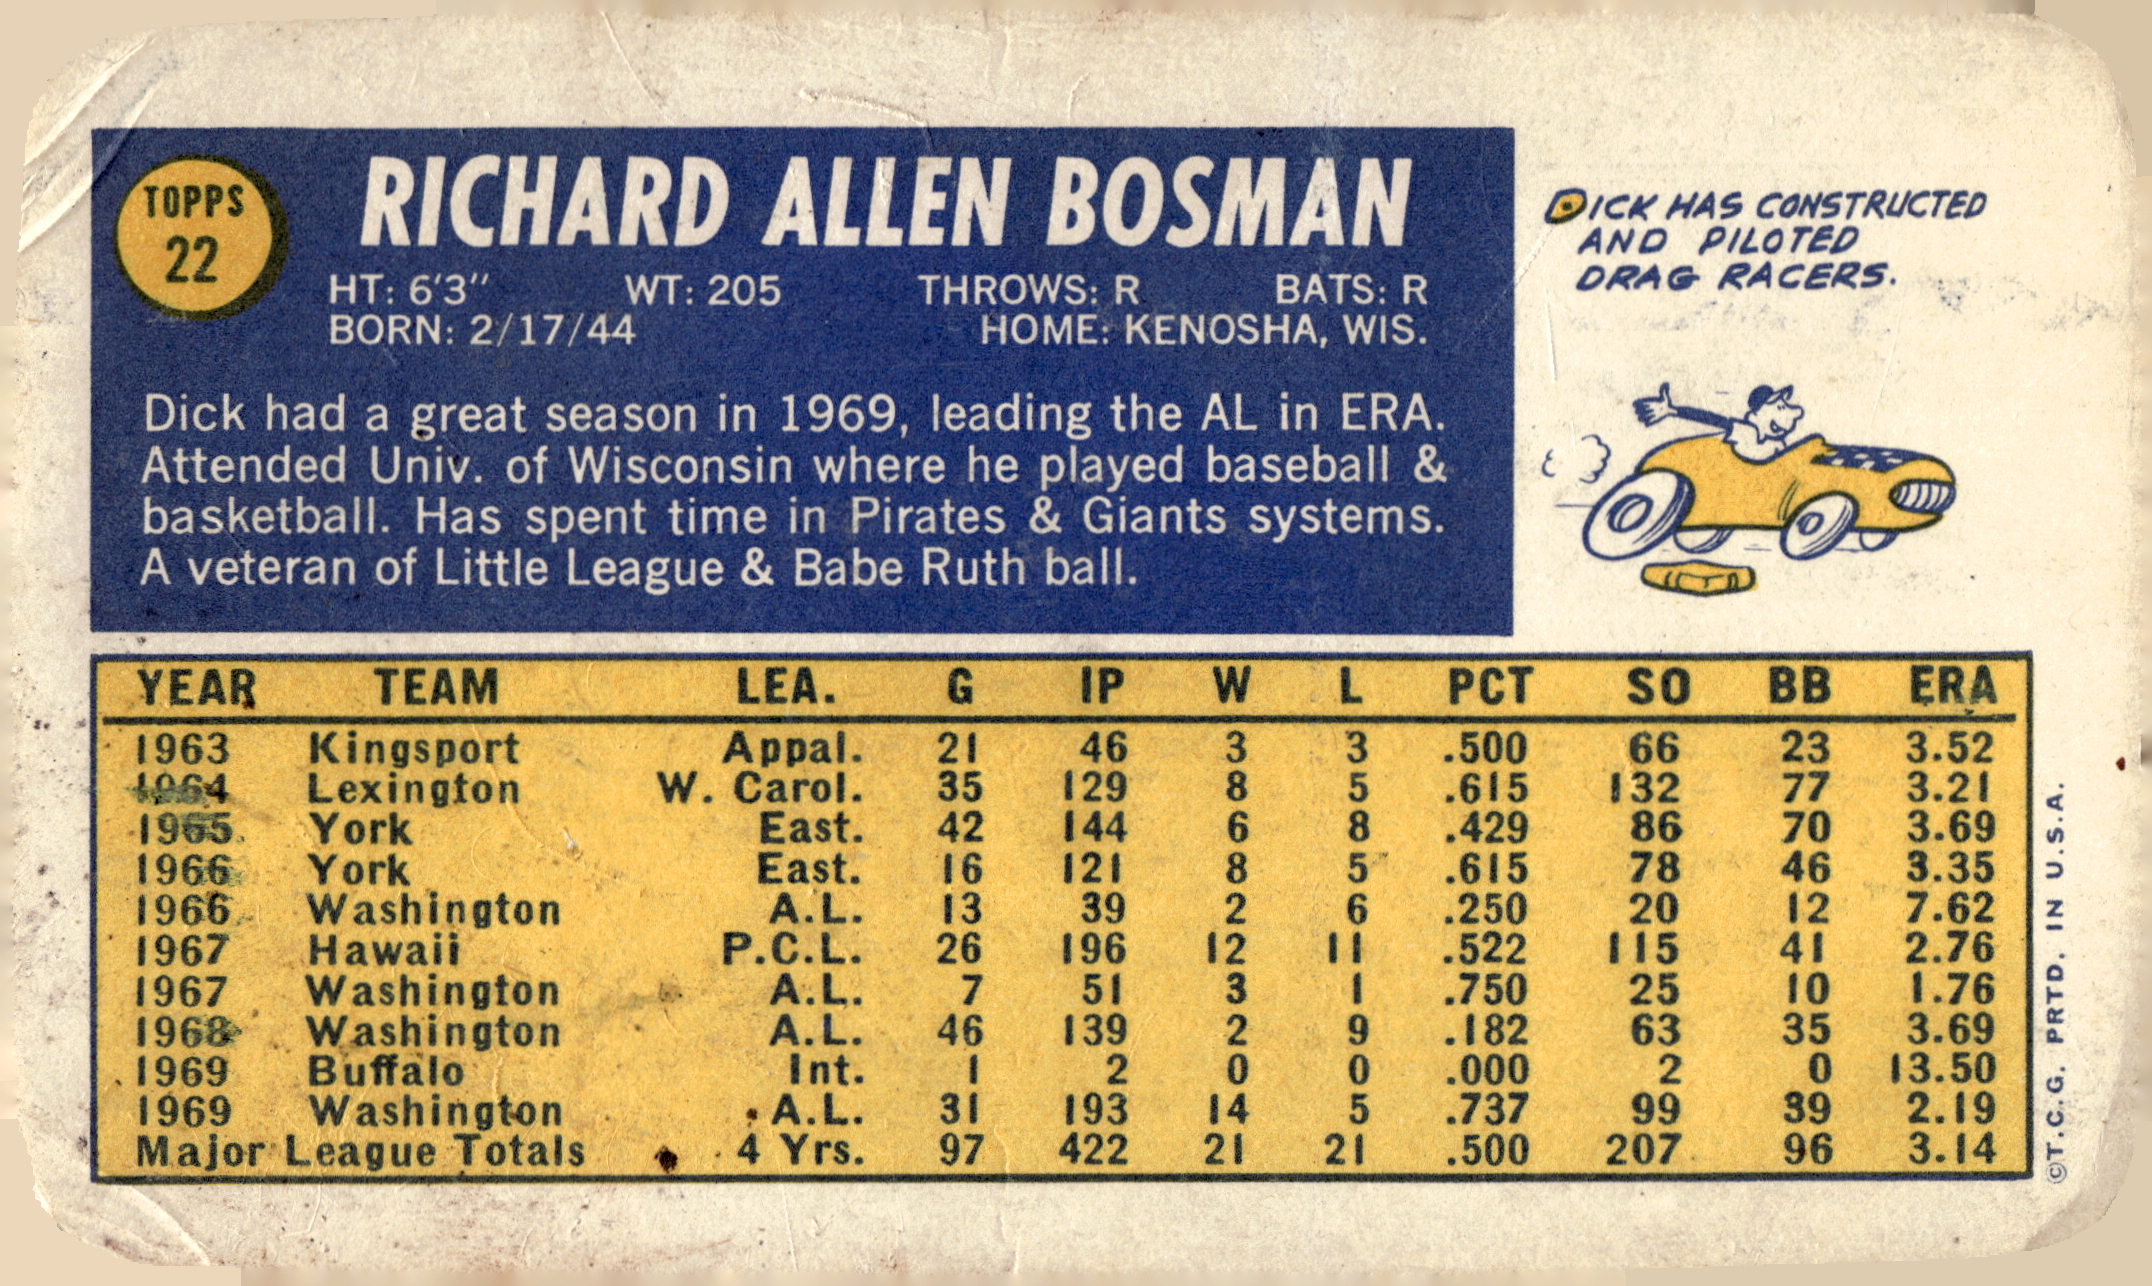 TOPPS
22
RICHARD ALLEN BOSMAN
HT: 6'3" WT: 205 THROWS: R BATS: R
BORN: 2/17/44 HOME: KENOSHA, WIS.
Dick had a great season in 1969, leading the AL in ERA.
Attended Univ. of Wisconsin where he played baseball &
basketball. Has spent time in Pirates & Giants systems.
A veteran of Little League & Babe Ruth ball.
DICK HAS CONSTRUCTED
AND PILOTED
DRAG RACERS.
YEAR TEAM LEA. G IP W L PCT SO BB ERA
1963 Kingsport Appal. 21 46 3 3 .500 66 23 3.52
1964 Lexington W. Carol. 35 129 8 5 .615 132 77 3.21
1965 York East. 42 144 6 8 .429 86 70 3.69
1966 York East. 16 121 8 5 .615 78 46 3.35
1966 Washington A.L. 13 39 2 6 .250 20 12 7.62
1967 Hawaii P.C.L. 26 196 12 11 .522 115 41 2.76
1967 Washington A.L. 7 51 3 1 .750 25 10 1.76
1968 Washington A.L. 46 139 2 9 .182 63 35 3.69
1969 Buffalo Int. 1 2 0 0 .000 2 0 13.50
1969 Washington A.L. 31 193 14 5 .737 99 39 2.19
Major League Totals 4 Yrs. 97 422 21 21 .500 207 96 3.14
©T.C.G. PRTD. IN U.S.A.